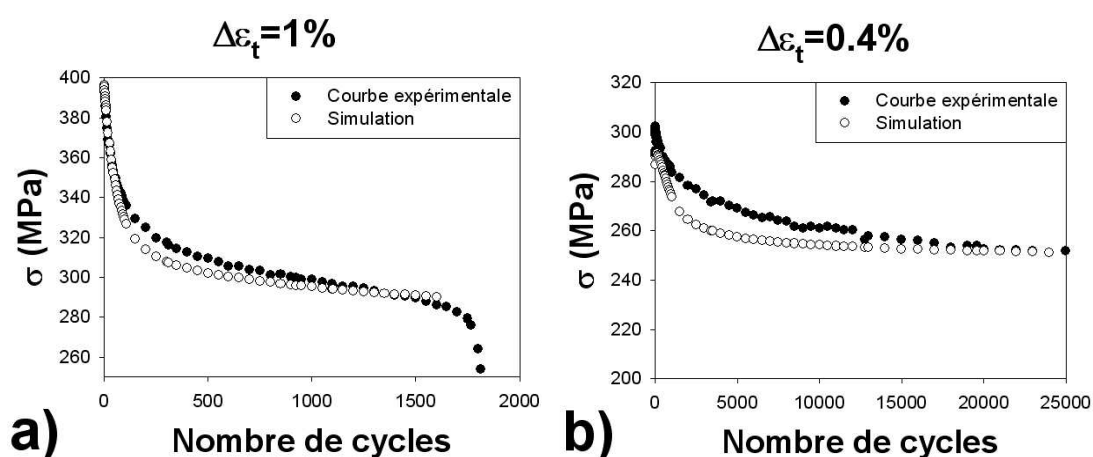 Δεt=1%
Δεt=0.4%
400
380
360
340
320
300
280
260
σ (MPa)
Courbe expérimentale
Simulation
0
500
1000
1500
2000
a)
Nombre de cycles
320
300
280
260
240
220
200
σ (MPa)
Courbe expérimentale
Simulation
0
5000
10000
15000
20000
25000
b)
Nombre de cycles